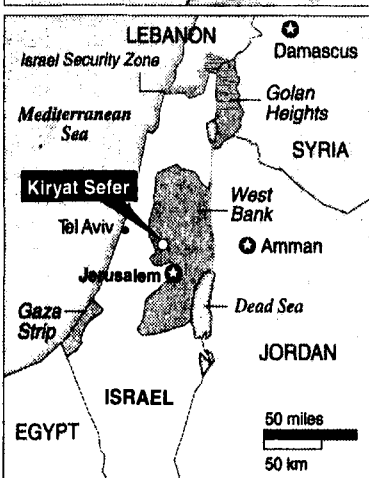 LEBANON
Damascus
Israel Security Zone
Golan
Heights
Mediterranean
Sea
SYRIA
Kiryat Sefer
West
Bank
Tel Aviv
Amman
Jerusalem
Gaza
Strip
Dead Sea
JORDAN
ISRAEL
EGYPT
50 miles
50 km